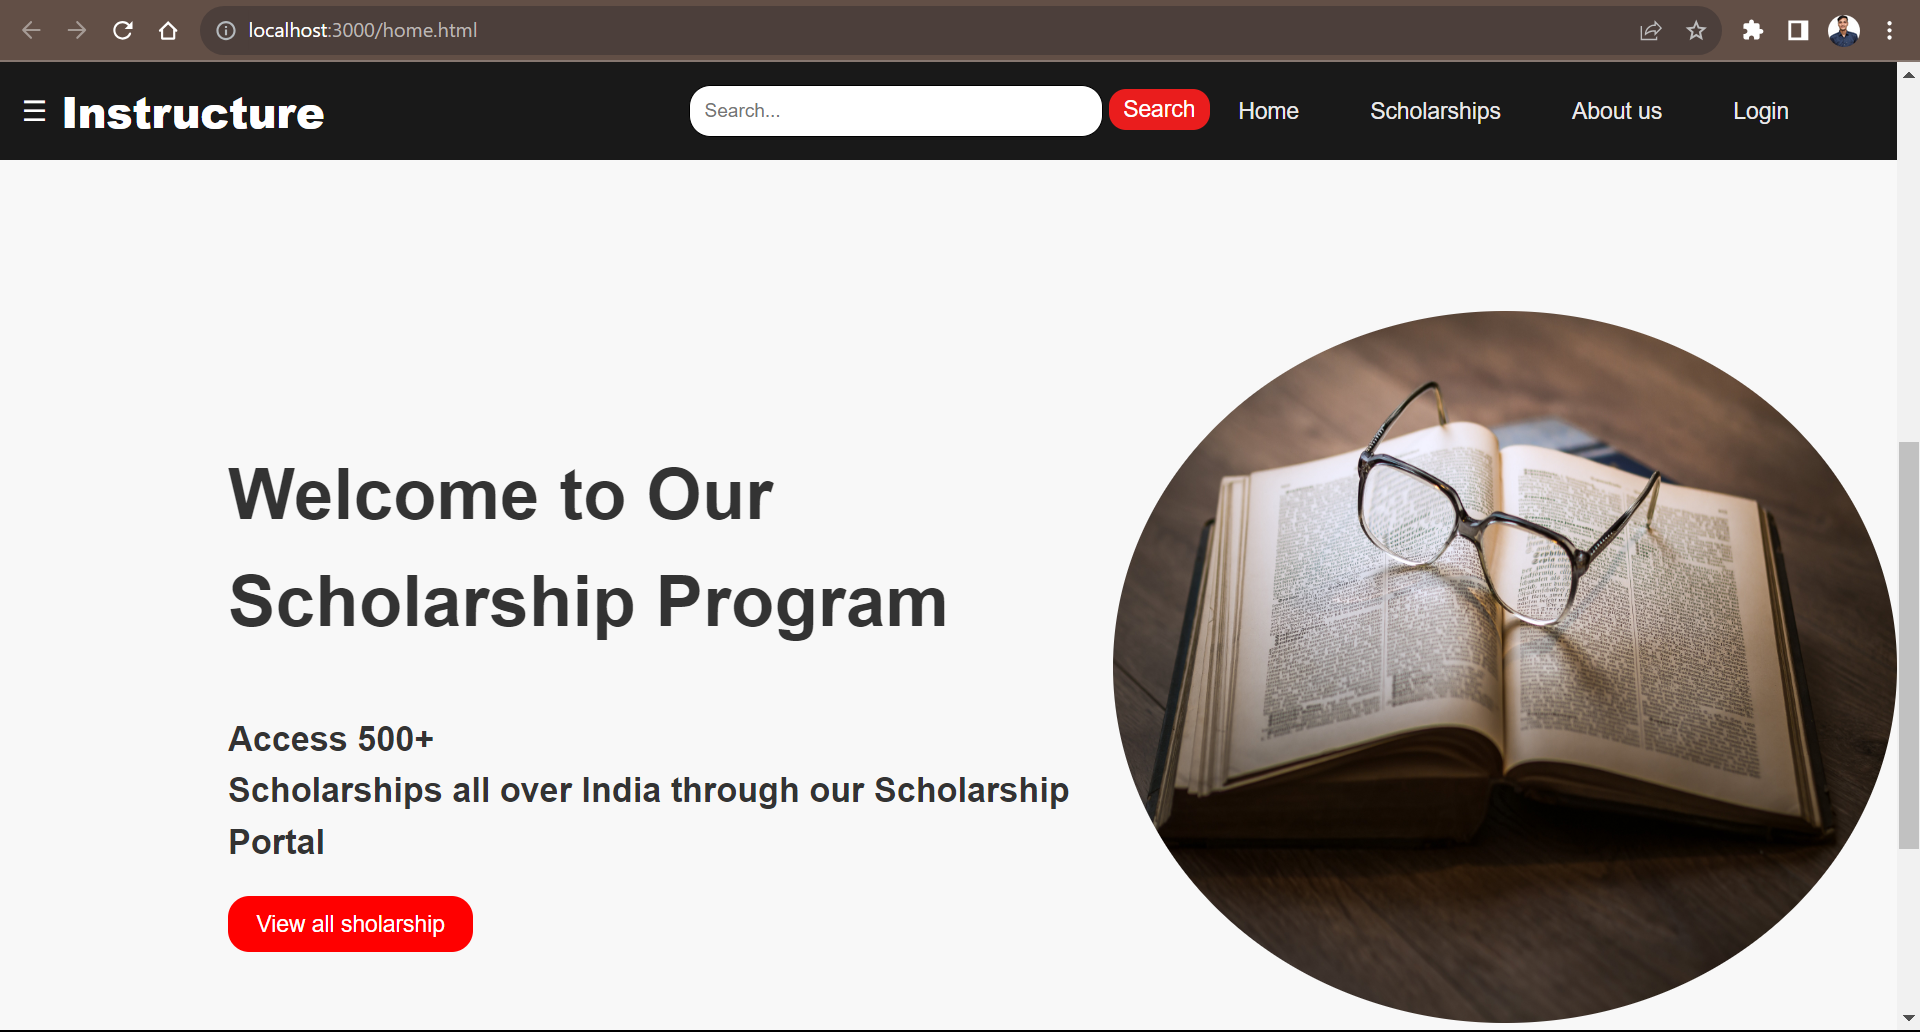 localhost:3000/home.html
☰ Instructure
Search...
Search
Home
Scholarships
About us
Login
Welcome to Our
Scholarship Program
Access 500+
Scholarships all over India through our Scholarship
Portal
View all sholarship